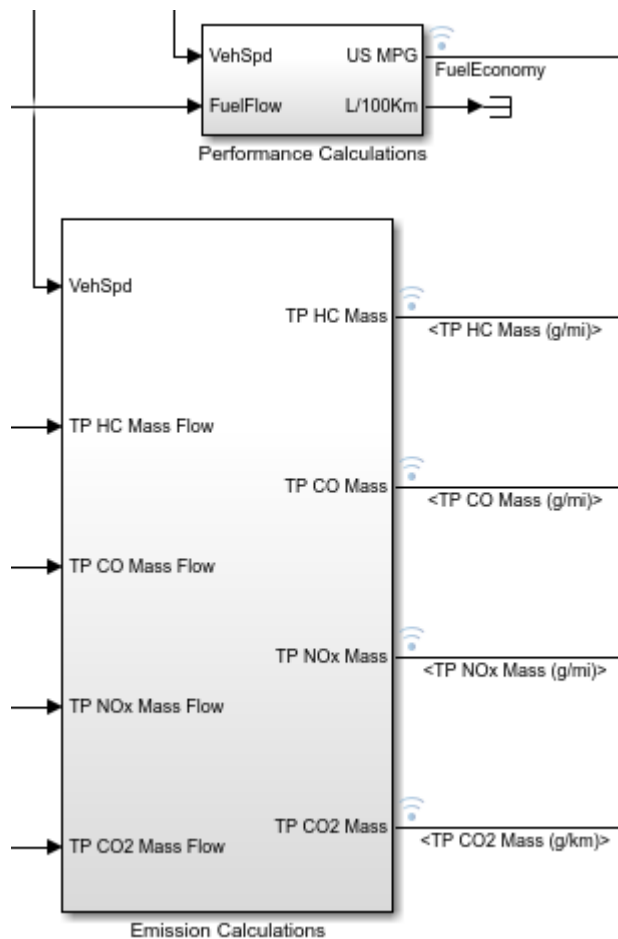 VehSpd US MPG
FuelEconomy
FuelFlow L/100Km
Performance Calculations
VehSpd
TP HC Mass
<TP HC Mass (g/mi)>
TP HC Mass Flow
TP CO Mass
<TP CO Mass (g/mi)>
TP CO Mass Flow
TP NOx Mass
<TP NOx Mass (g/mi)>
TP NOx Mass Flow
TP CO2 Mass
<TP CO2 Mass (g/km)>
TP CO2 Mass Flow
Emission Calculations